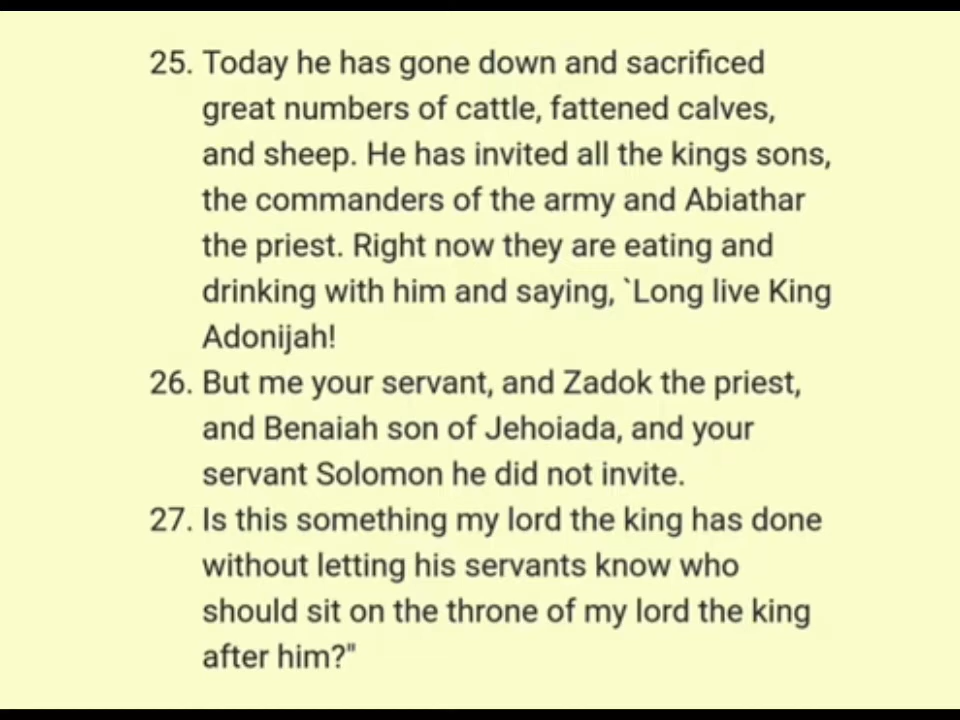 25. Today he has gone down and sacrificed
great numbers of cattle, fattened calves,
and sheep. He has invited all the kings sons,
the commanders of the army and Abiathar
the priest. Right now they are eating and
drinking with him and saying, `Long live King
Adonijah!
26. But me your servant, and Zadok the priest,
and Benaiah son of Jehoiada, and your
servant Solomon he did not invite.
27. Is this something my lord the king has done
without letting his servants know who
should sit on the throne of my lord the king
after him?"